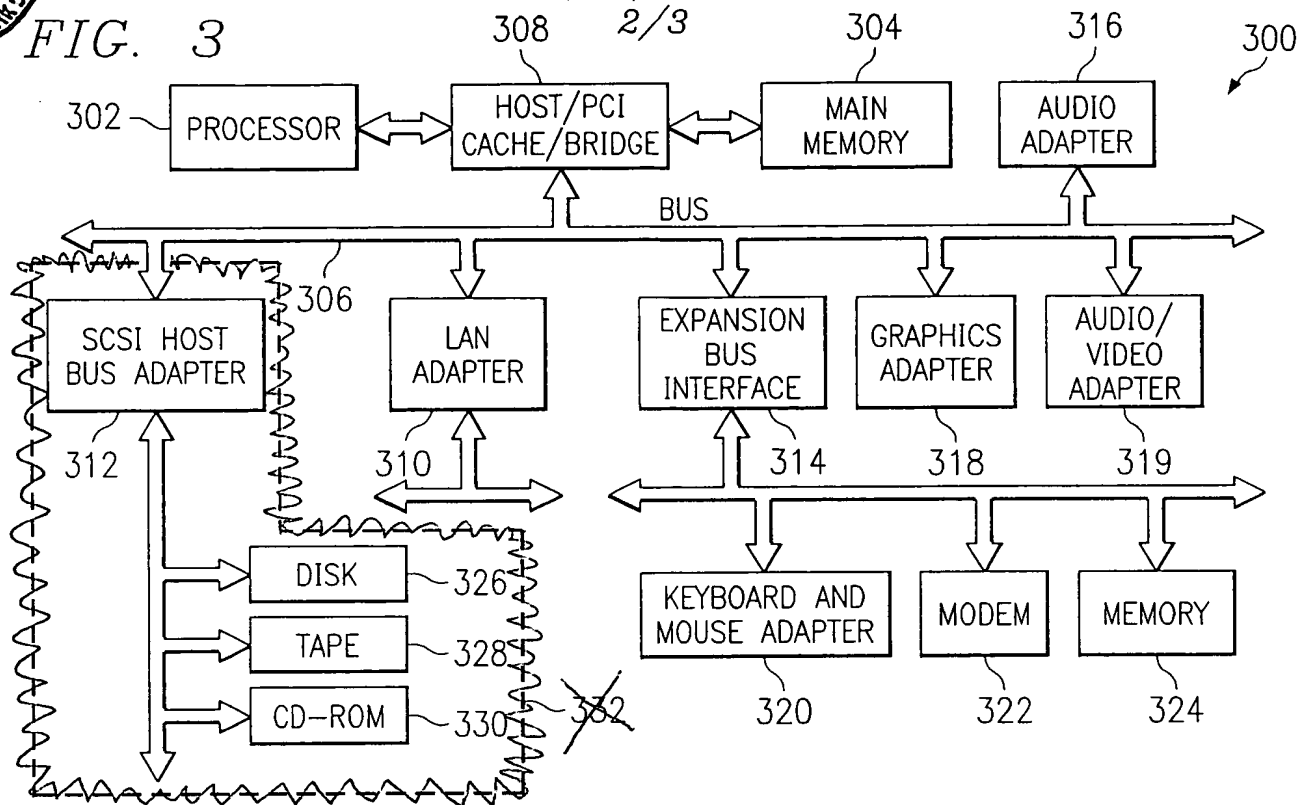 FIG. 3
2/3
308
304
316
300
302
PROCESSOR
HOST/PCI
CACHE/BRIDGE
MAIN
MEMORY
AUDIO
ADAPTER
BUS
306
SCSI HOST
BUS ADAPTER
LAN
ADAPTER
EXPANSION
BUS
INTERFACE
GRAPHICS
ADAPTER
AUDIO/
VIDEO
ADAPTER
312
310
314
318
319
DISK
326
TAPE
328
CD-ROM
330
332
KEYBOARD AND
MOUSE ADAPTER
MODEM
MEMORY
320
322
324